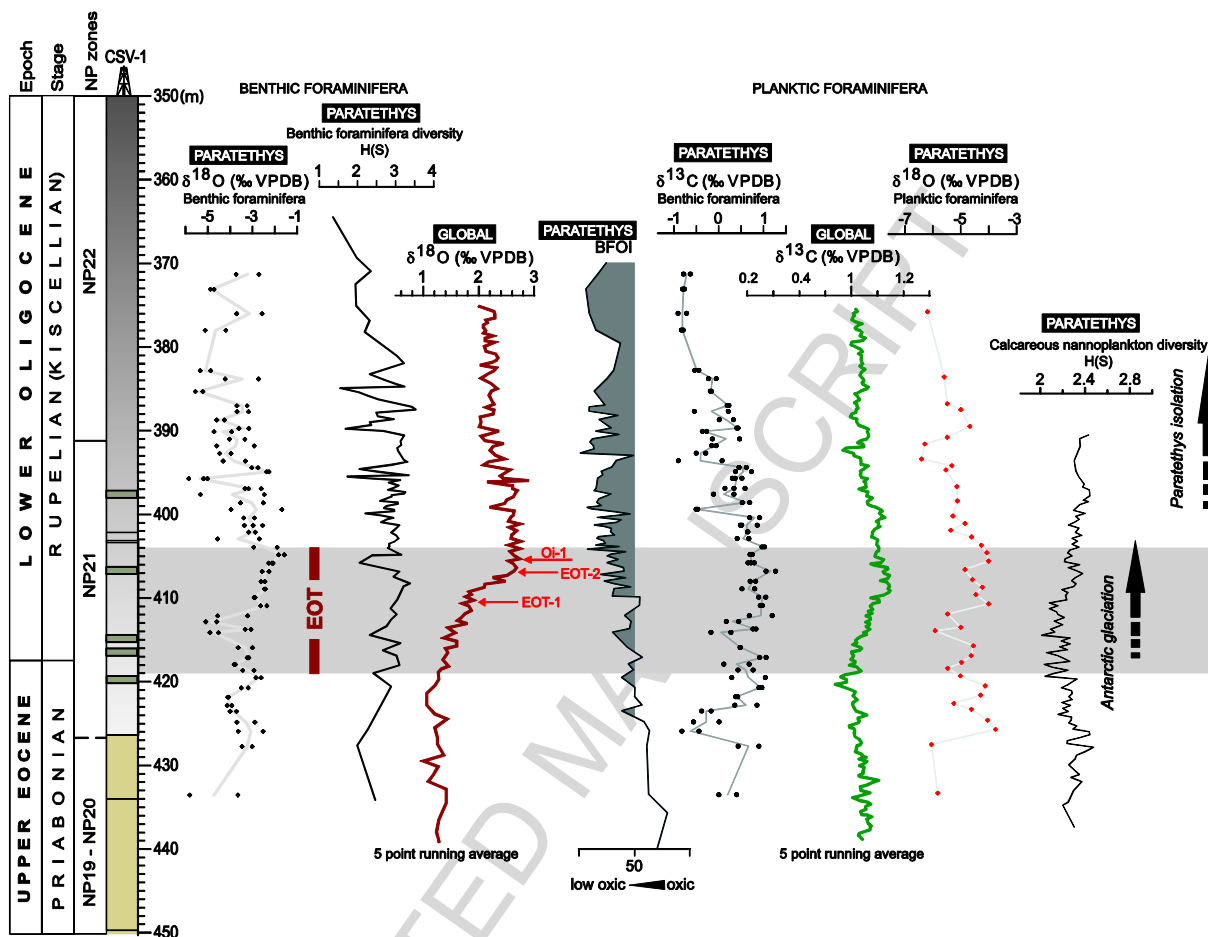 Epoch
Stage
NP zones
CSV-1
350 (m)
360
370
380
390
400
410
420
430
440
450
LOWER OLIGOCENE
UPPER EOCENE
RUPELIAN (KISCELLIAN)
PRIABONIAN
NP22
NP21
NP19 - NP20
BENTHIC FORAMINIFERA
PLANKTIC FORAMINIFERA
PARATETHYS
δ18O (‰ VPDB)
Benthic foraminifera
-5 -3 -1
PARATETHYS
Benthic foraminifera diversity
H(S)
1 2 3 4
GLOBAL
δ18O (‰ VPDB)
1 2 3
PARATETHYS
BFOI
PARATETHYS
δ13C (‰ VPDB)
Benthic foraminifera
-1 0 1
GLOBAL
δ13C (‰ VPDB)
0.2 0.4 1 1.2
PARATETHYS
δ18O (‰ VPDB)
Planktic foraminifera
-7 -5 -3
PARATETHYS
Calcareous nannoplankton diversity
H(S)
2 2.4 2.8
EOT
Oi-1
EOT-2
EOT-1
Paratethys isolation
Antarctic glaciation
5 point running average
50
low oxic oxic
5 point running average
TED MA ISCRIPT